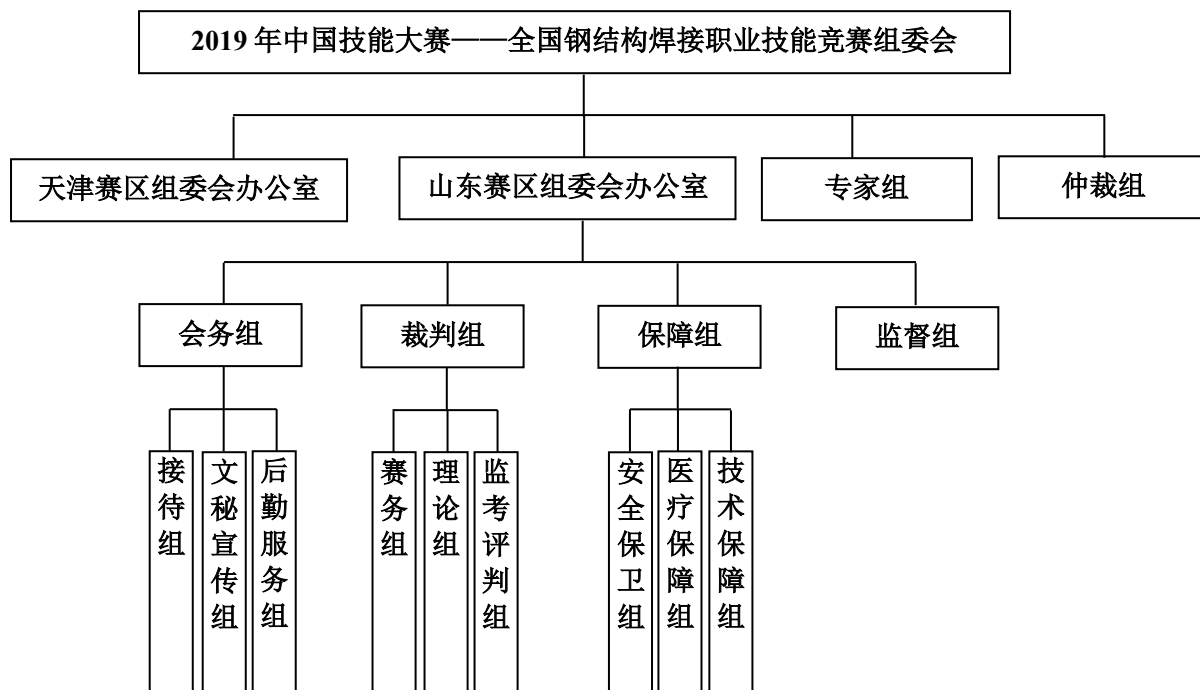 2019 年中国技能大赛——全国钢结构焊接职业技能竞赛组委会
天津赛区组委会办公室
山东赛区组委会办公室
专家组
仲裁组
会务组
裁判组
保障组
监督组
接待组
文秘宣传组
后勤服务组
赛务组
理论组
监考评判组
安全保卫组
医疗保障组
技术保障组